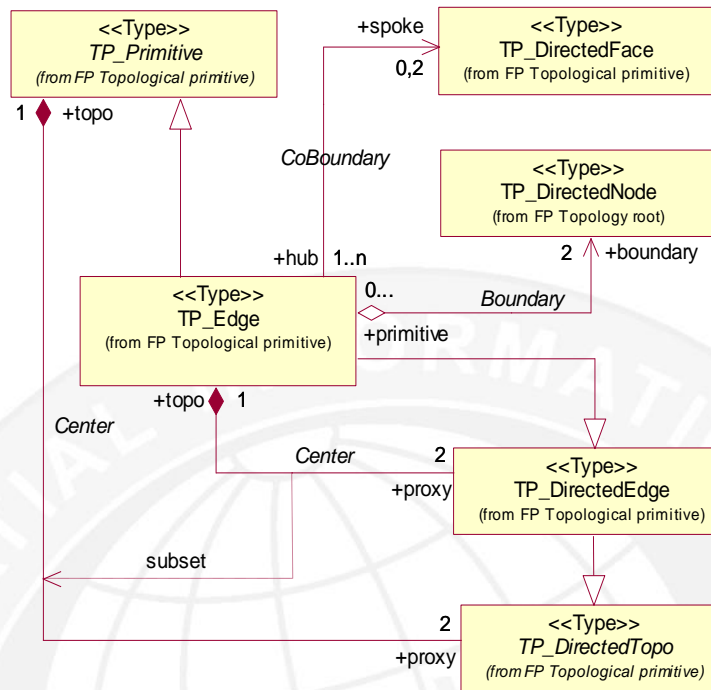 <<Type>>
TP_Primitive
(from FP Topological primitive)
+spoke
0,2
<<Type>>
TP_DirectedFace
(from FP Topological primitive)
1
+topo
CoBoundary
<<Type>>
TP_DirectedNode
(from FP Topology root)
2
+boundary
+hub
1..n
<<Type>>
TP_Edge
(from FP Topological primitive)
0...
Boundary
+primitive
+topo
1
Center
Center
2
+proxy
<<Type>>
TP_DirectedEdge
(from FP Topological primitive)
subset
2
+proxy
<<Type>>
TP_DirectedTopo
(from FP Topological primitive)